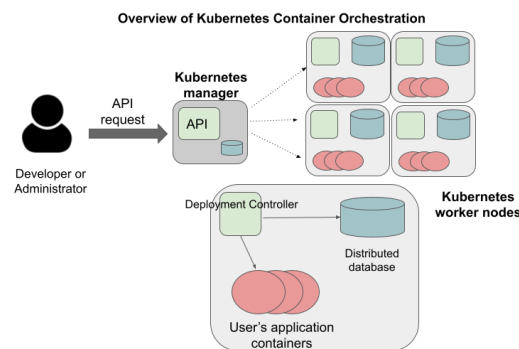 Overview of Kubernetes Container Orchestration
Kubernetes
manager
API
request
API
Developer or
Administrator
Kubernetes
worker nodes
Deployment Controller
Distributed
database
User's application
containers